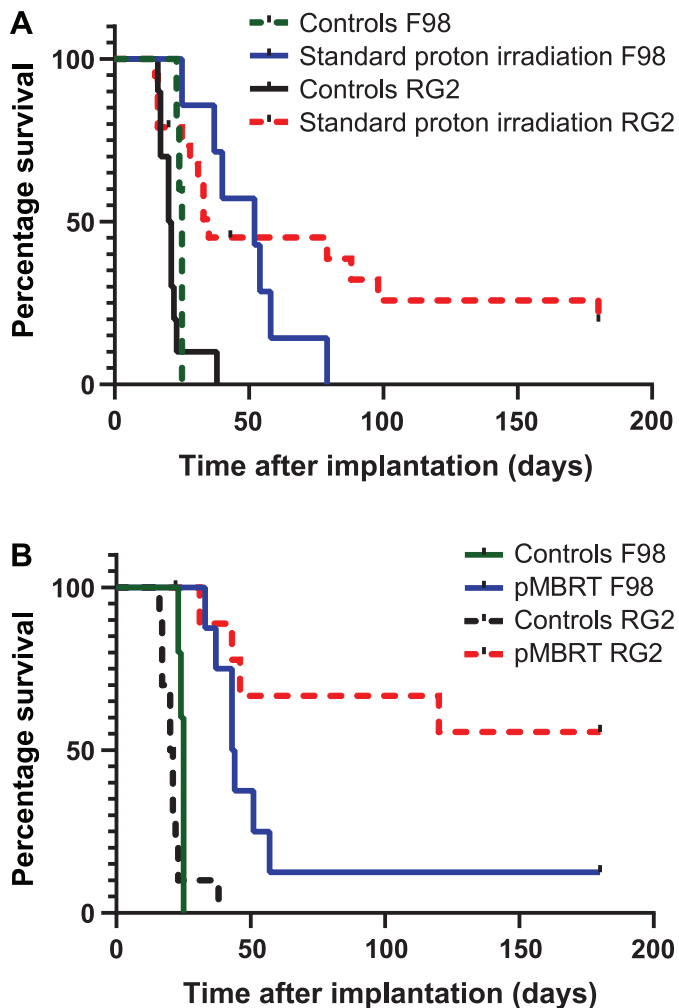 A
Controls F98
Standard proton irradiation F98
Controls RG2
Standard proton irradiation RG2
Percentage survival
100
50
0
0
50
100
150
200
Time after implantation (days)
B
Controls F98
pMBRT F98
Controls RG2
pMBRT RG2
Percentage survival
100
50
0
0
50
100
150
200
Time after implantation (days)